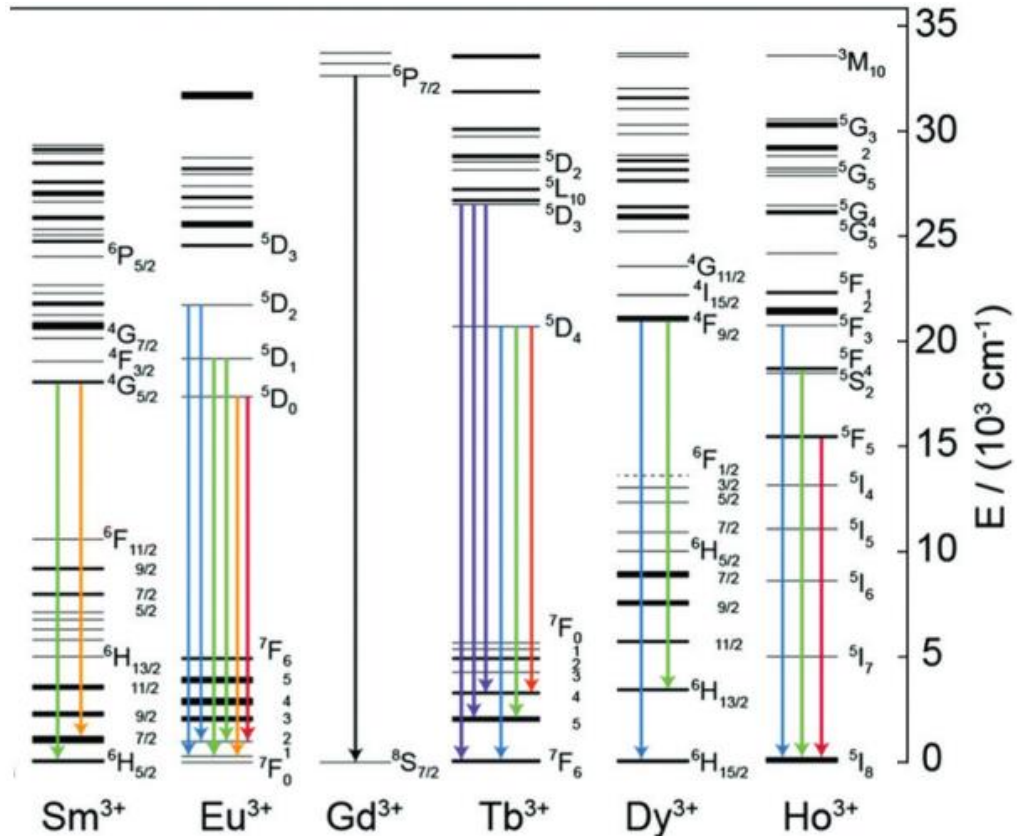 35
30
25
20
15
10
5
0
E / (10³ cm⁻¹)
⁶P₅/₂
⁴G₇/₂
⁴F₃/₂
⁴G₅/₂
⁶F₁₁/₂
9/2
7/2
5/2
⁶H₁₃/₂
11/2
9/2
7/2
⁶H₅/₂
Sm³⁺
⁵D₃
⁵D₂
⁵D₁
⁵D₀
⁷F₆
5
4
3
2
1
⁷F₀
Eu³⁺
⁶P₇/₂
⁸S₇/₂
Gd³⁺
⁵D₂
⁵L₁₀
⁵D₃
⁵D₄
⁷F₀
1
2
3
4
5
⁷F₆
Tb³⁺
⁴G₁₁/₂
⁴I₁₅/₂
⁴F₉/₂
⁶F₁/₂
3/2
5/2
7/2
⁶H₅/₂
7/2
9/2
11/2
⁶H₁₃/₂
⁶H₁₅/₂
Dy³⁺
³M₁₀
⁵G₃
2
⁵G₅
⁵G₄
⁵G₅
⁵F₁
2
⁵F₃
⁵F₄
⁵S₂
⁵F₅
⁵I₄
⁵I₅
⁵I₆
⁵I₇
⁵I₈
Ho³⁺